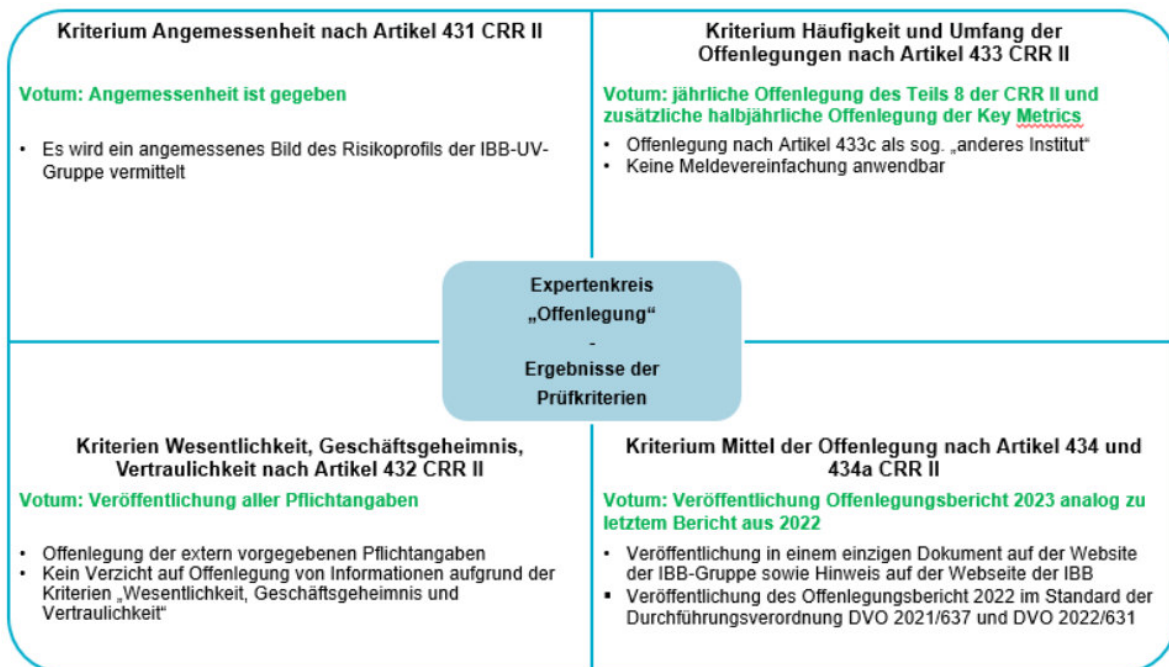 Kriterium Angemessenheit nach Artikel 431 CRR II
Votum: Angemessenheit ist gegeben
• Es wird ein angemessenes Bild des Risikoprofils der IBB-UV-
Gruppe vermittelt
Kriterium Häufigkeit und Umfang der
Offenlegungen nach Artikel 433 CRR II
Votum: jährliche Offenlegung des Teils 8 der CRR II und
zusätzliche halbjährliche Offenlegung der Key Metrics
• Offenlegung nach Artikel 433c als sog. „anderes Institut“
• Keine Meldevereinfachung anwendbar
Expertenkreis
„Offenlegung“
-
Ergebnisse der
Prüfkriterien
Kriterien Wesentlichkeit, Geschäftsgeheimnis,
Vertraulichkeit nach Artikel 432 CRR II
Votum: Veröffentlichung aller Pflichtangaben
• Offenlegung der extern vorgegebenen Pflichtangaben
• Kein Verzicht auf Offenlegung von Informationen aufgrund der
Kriterien „Wesentlichkeit, Geschäftsgeheimnis und
Vertraulichkeit“
Kriterium Mittel der Offenlegung nach Artikel 434 und
434a CRR II
Votum: Veröffentlichung Offenlegungsbericht 2023 analog zu
letztem Bericht aus 2022
• Veröffentlichung in einem einzigen Dokument auf der Website
der IBB-Gruppe sowie Hinweis auf der Webseite der IBB
▪ Veröffentlichung des Offenlegungsbericht 2022 im Standard der
Durchführungsverordnung DVO 2021/637 und DVO 2022/631